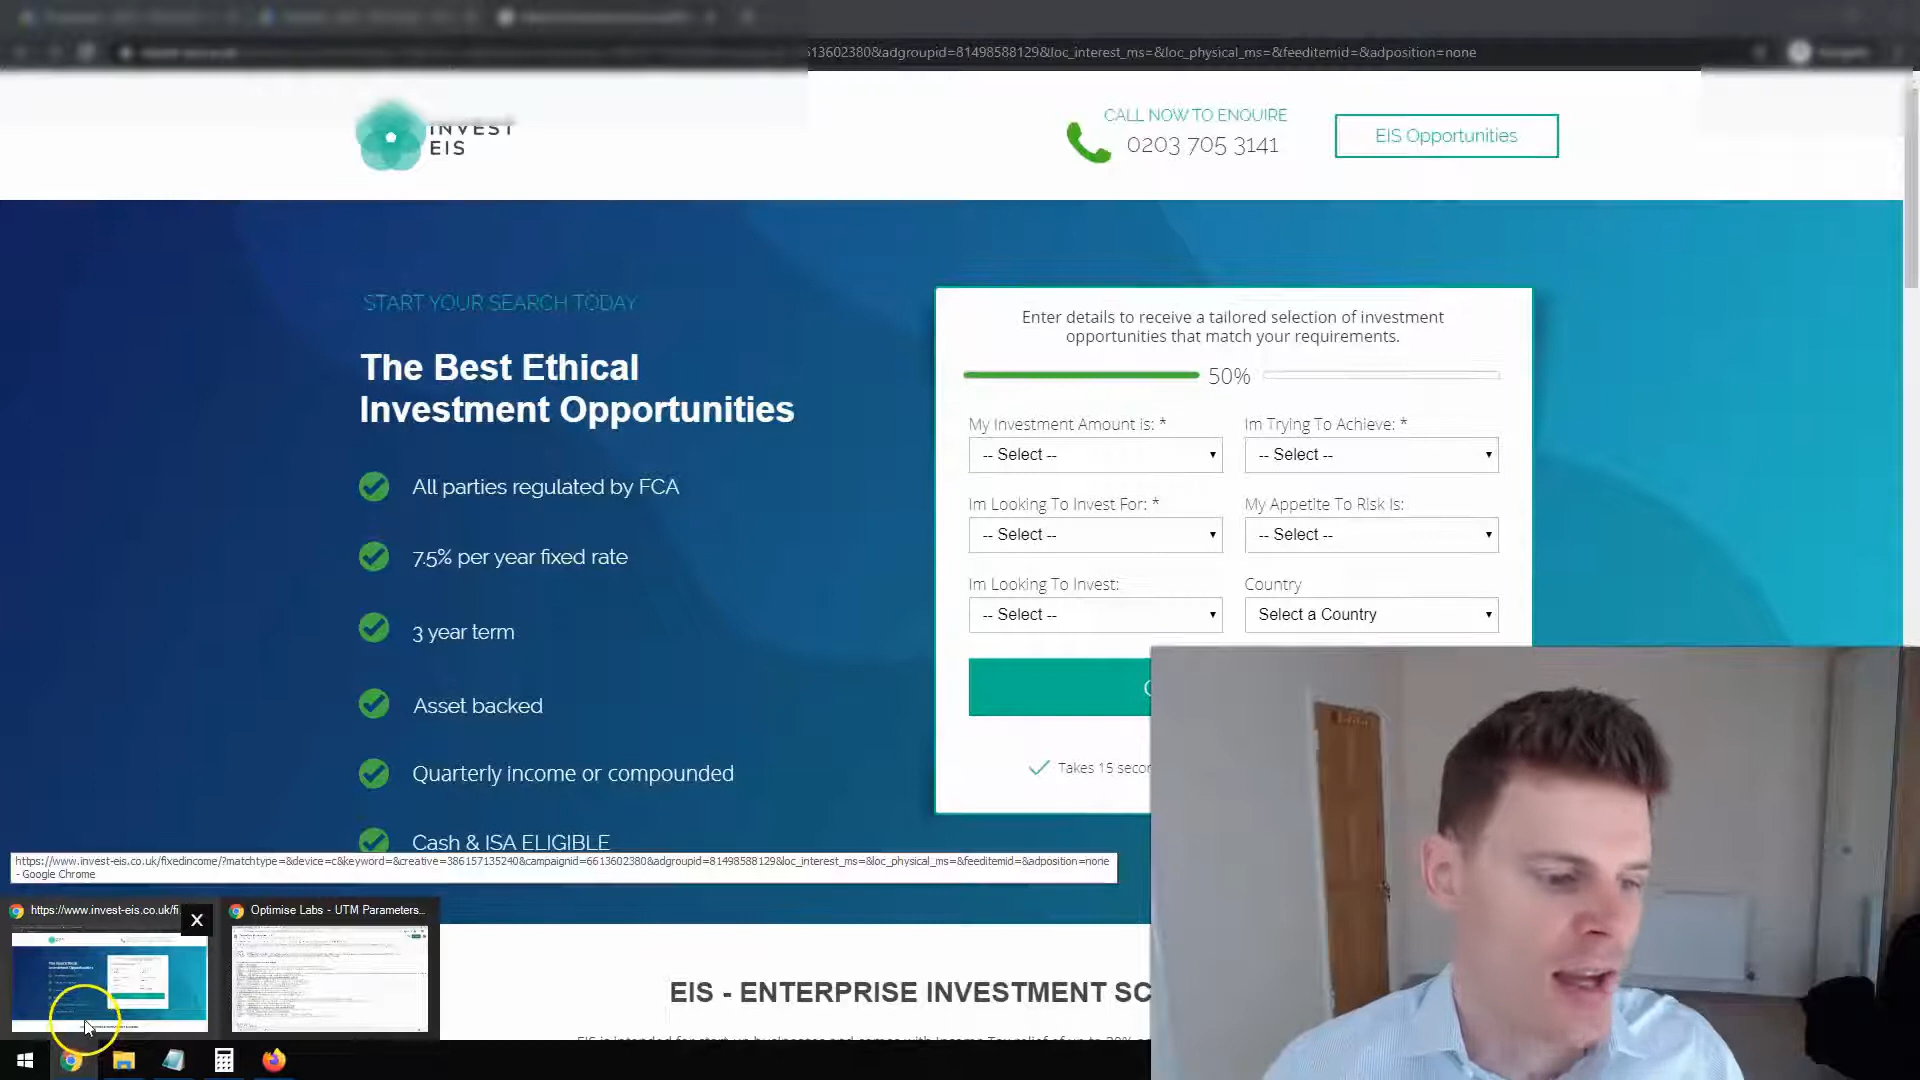 613602380&adgroupid=81498588129&loc_interest_ms=&loc_physical_ms=&feeditemid=&adposition=none
INVEST
EIS
CALL NOW TO ENQUIRE
0203 705 3141
EIS Opportunities
START YOUR SEARCH TODAY
The Best Ethical
Investment Opportunities
All parties regulated by FCA
7.5% per year fixed rate
3 year term
Asset backed
Quarterly income or compounded
Cash & ISA ELIGIBLE
Enter details to receive a tailored selection of investment
opportunities that match your requirements.
50%
My Investment Amount is: *
Im Trying To Achieve: *
-- Select --
-- Select --
Im Looking To Invest For: *
My Appetite To Risk Is:
-- Select --
-- Select --
Im Looking To Invest:
Country
-- Select --
Select a Country
Takes 15 secon
https://www.invest-eis.co.uk/fixedincome/?matchtype=&device=c&keyword=&creative=386157135240&campaignid=6613602380&adgroupid=81498588129&loc_interest_ms=&loc_physical_ms=&feeditemid=&adposition=none
- Google Chrome
https://www.invest-eis.co.uk/fi
X
Optimise Labs - UTM Parameters...
EIS - ENTERPRISE INVESTMENT SC